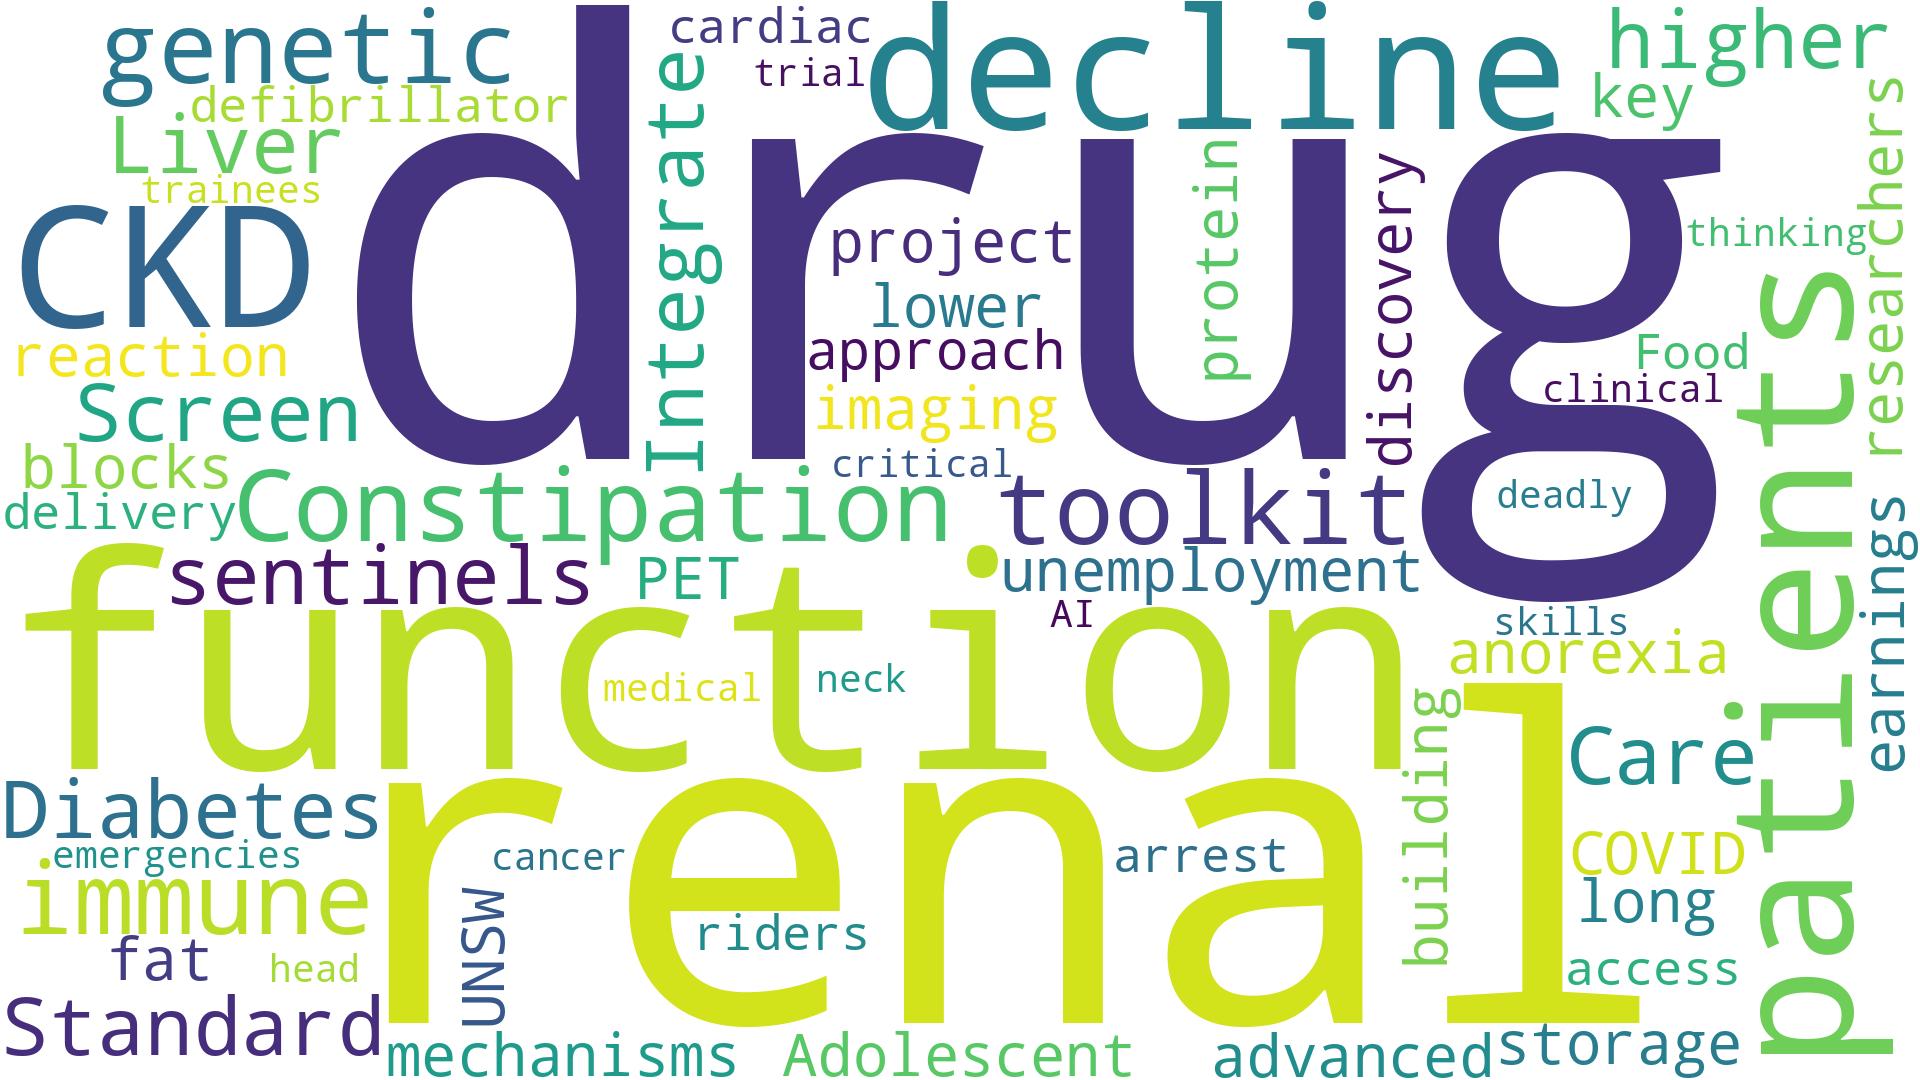 genetic
cardiac
decline
higher
trial
key
defibrillator
drug
Liver
trainees
Integrate
protein
discovery
researchers
CKD
project
thinking
lower
patients
reaction
approach
Food
Screen
imaging
clinical
blocks
critical
delivery
Constipation
toolkit
deadly
sentinels
PET
unemployment
earnings
AI
skills
function
anorexia
medical
neck
building
Diabetes
renal
Care
emergencies
cancer
arrest
COVID
immune
UNSW
riders
long
fat
head
access
Standard
mechanisms
Adolescent
advanced
storage